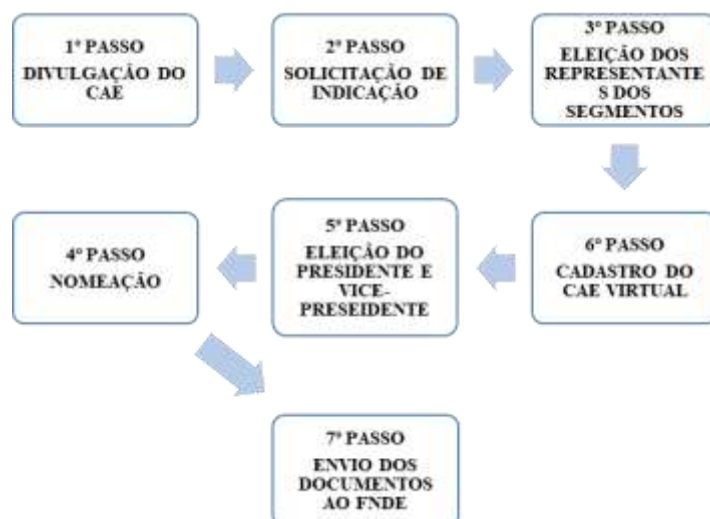 1º PASSO
DIVULGAÇÃO DO
CAE
2º PASSO
SOLICITAÇÃO DE
INDICAÇÃO
3º PASSO
ELEIÇÃO DOS
REPRESENTANTE
S DOS
SEGMENTOS
4º PASSO
NOMEAÇÃO
5º PASSO
ELEIÇÃO DO
PRESIDENTE E
VICE-
PRESEIDENTE
6º PASSO
CADASTRO DO
CAE VIRTUAL
7º PASSO
ENVIO DOS
DOCUMENTOS
AO FNDE